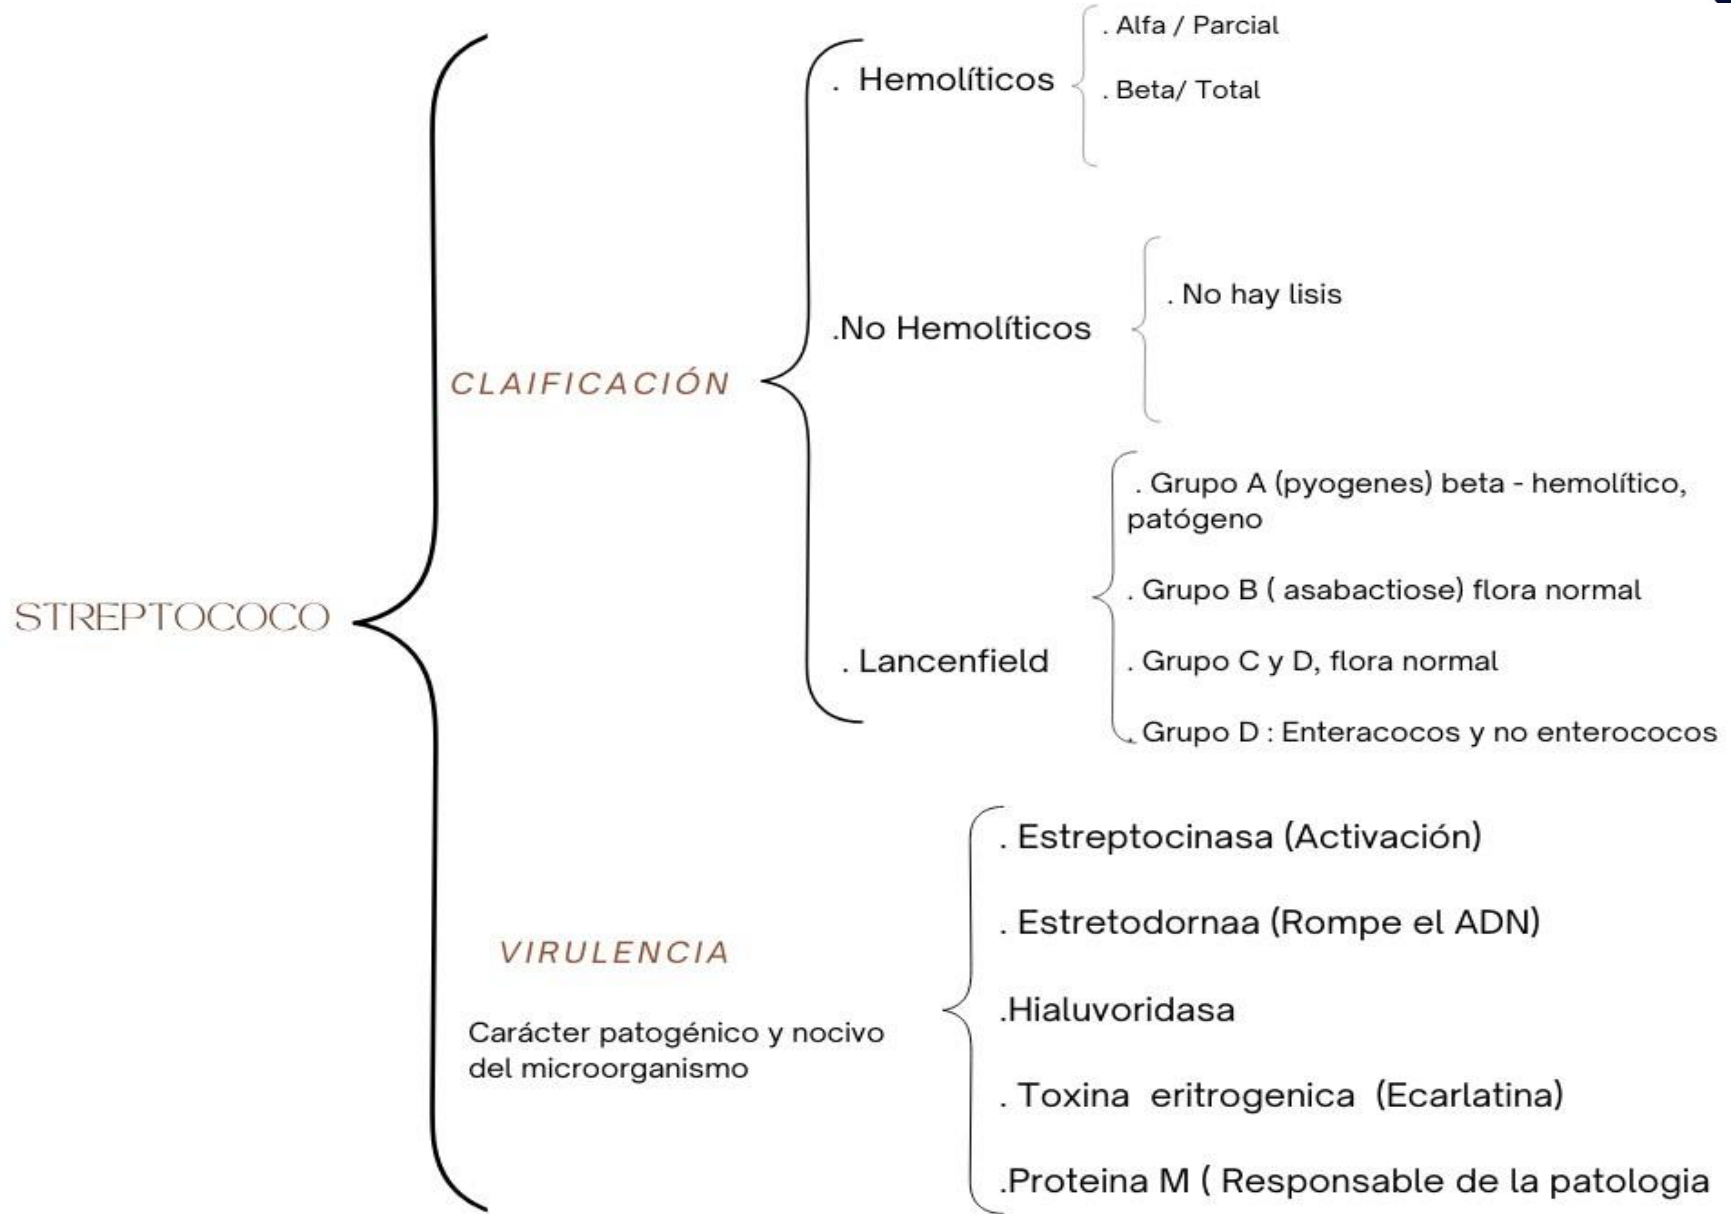 STREPTOCOCO
CLAIFICACIÓN
. Hemolíticos
. Alfa / Parcial
. Beta/ Total
.No Hemolíticos
. No hay lisis
. Lancenfield
. Grupo A (pyogenes) beta - hemolítico,
patógeno
. Grupo B ( asabactiose) flora normal
. Grupo C y D, flora normal
. Grupo D : Enteracocos y no enterococos
VIRULENCIA
Carácter patogénico y nocivo
del microorganismo
. Estreptocinasa (Activación)
. Estretodornaa (Rompe el ADN)
.Hialuvoridasa
. Toxina eritrogenica (Ecarlatina)
.Proteina M ( Responsable de la patologia